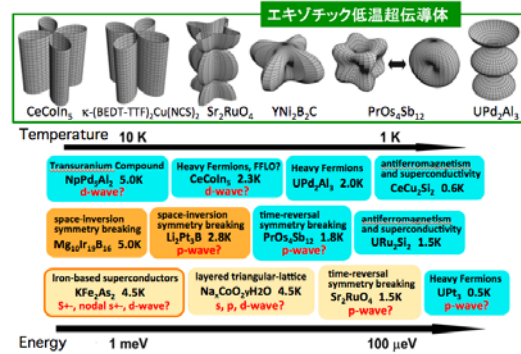 エキゾチック低温超伝導体
CeCoIn5 κ-(BEDT-TTF)2Cu(NCS)2 Sr2RuO4 YNi2B2C PrOs4Sb12 UPd2Al3
Temperature 10 K 1 K
Transuranium Compound
NpPd5Al2 5.0K
d-wave?
Heavy Fermions, FFLO?
CeCoIn5 2.3K
d-wave?
Heavy Fermions
UPd2Al3 2.0K
antiferromagnetism
and superconductivity
CeCu2Si2 0.6K
space-inversion
symmetry breaking
Mg10Ir19B16 5.0K
space-inversion
symmetry breaking
Li2Pt3B 2.8K
p-wave?
time-reversal
symmetry breaking
PrOs4Sb12 1.8K
p-wave?
antiferromagnetism
and superconductivity
URu2Si2 1.5K
Iron-based superconductors
KFe2As2 4.5K
S+-, nodal s+-, d-wave?
layered triangular-lattice
NaxCoO2yH2O 4.5K
s, p, d-wave?
time-reversal
symmetry breaking
Sr2RuO4 1.5K
p-wave?
Heavy Fermions
UPt3 0.5K
p-wave?
Energy 1 meV 100 μeV